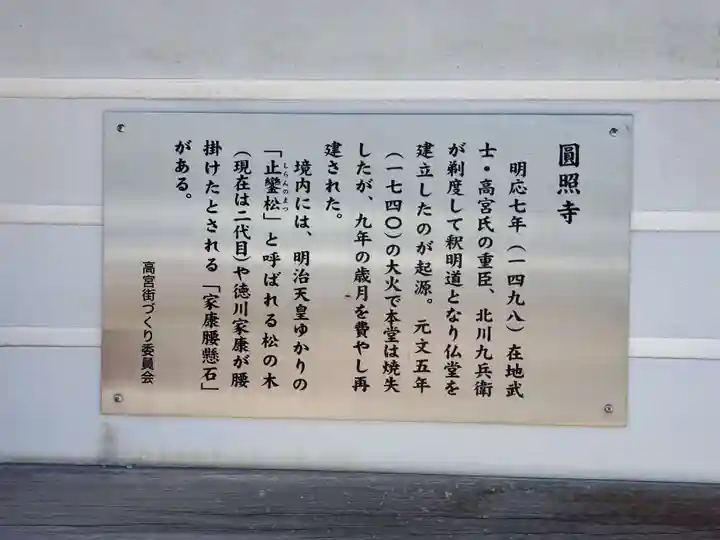 圓照寺
明応七年(一四九八)在地武
士・高宮氏の重臣、北川九兵衛
が剃度して釈明道となり仏堂を
建立したのが起源。元文五年
(一七四〇)の大火で本堂は焼失
したが、九年の歳月を費やし再
建された。
境内には、明治天皇ゆかりの
「止鑾松」と呼ばれる松の木
しらんのまつ
(現在は二代目)や徳川家康が腰
掛けたとされる「家康腰懸石」
がある。
高宮街づくり委員会